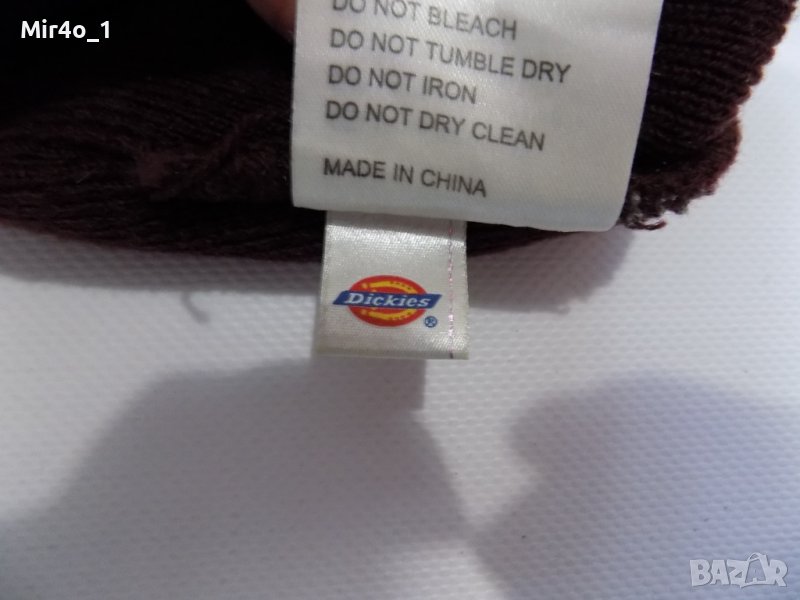 Mir4o_1
DO NOT BLEACH
DO NOT TUMBLE DRY
DO NOT IRON
DO NOT DRY CLEAN
MADE IN CHINA
Dickies
®
BAZAR